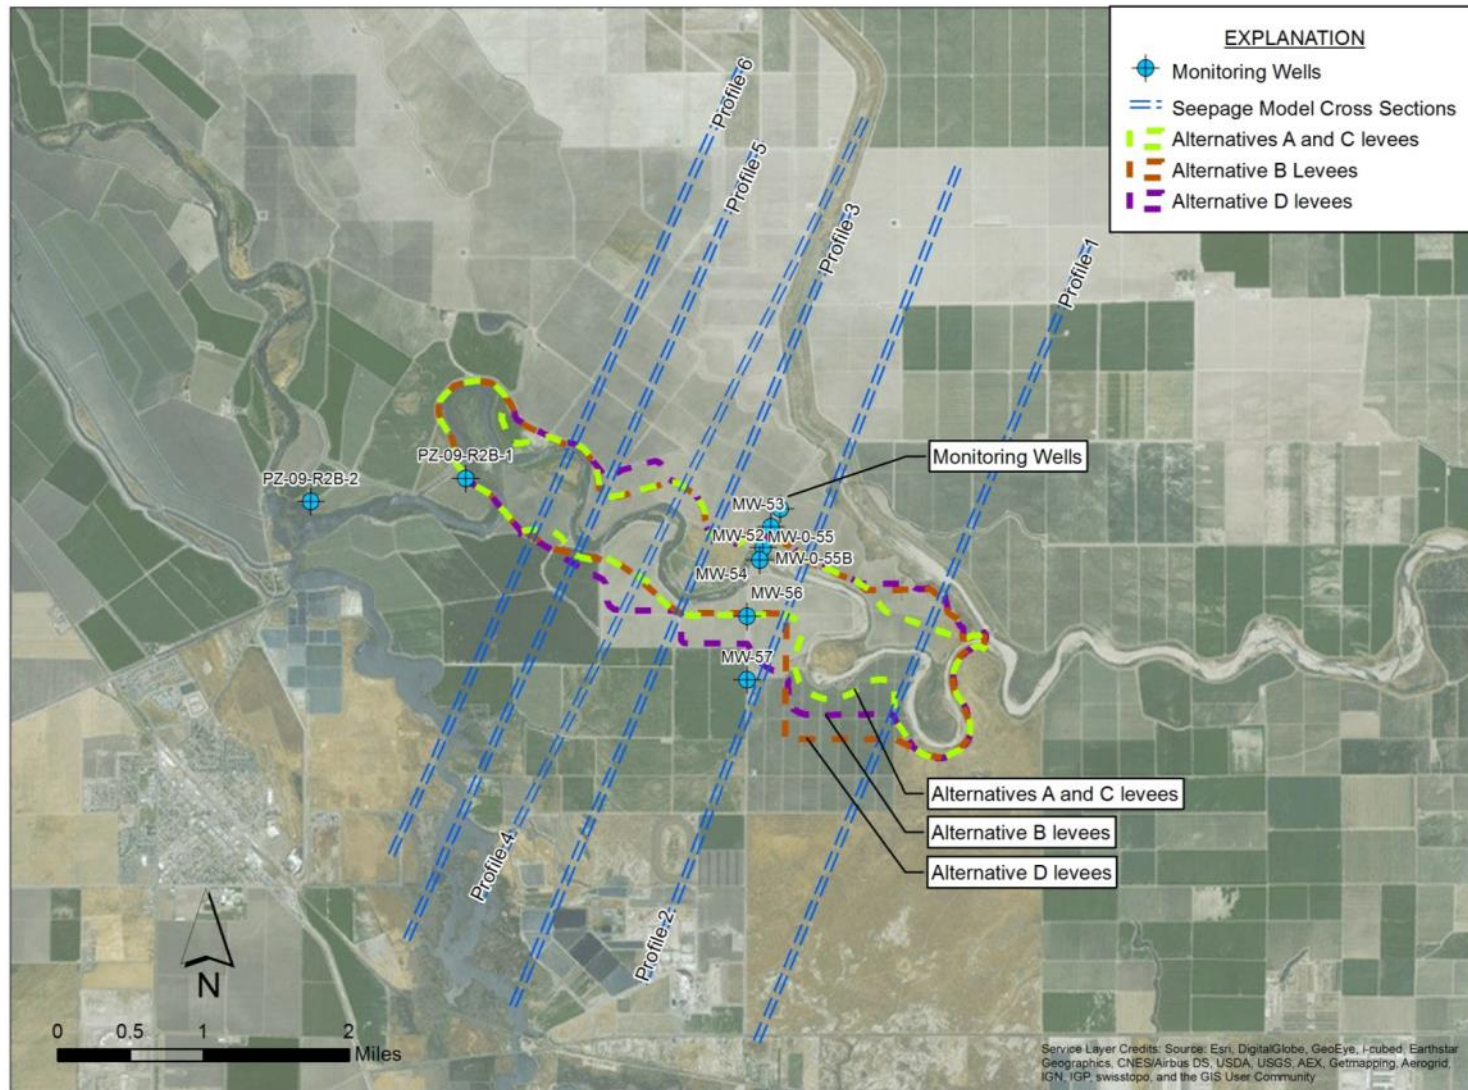 EXPLANATION
Monitoring Wells
Seepage Model Cross Sections
Alternatives A and C levees
Alternative B Levees
Alternative D levees
Profile 6
Profile 5
Profile 3
Profile 1
Monitoring Wells
PZ-09-R2B-1
PZ-09-R2B-2
MW-53
MW-52
MW-0-55
MW-0-55B
MW-54
MW-56
MW-57
Alternatives A and C levees
Alternative B levees
Alternative D levees
Profile 4
Profile 2
N
0 0.5 1 2
Miles
Service Layer Credits: Source: Esri, DigitalGlobe, GeoEye, i-cubed, Earthstar
Geographics, CNES/Airbus DS, USDA, USGS, AEX, Getmapping, Aerogrid,
IGN, IGP, swisstopo, and the GIS User Community